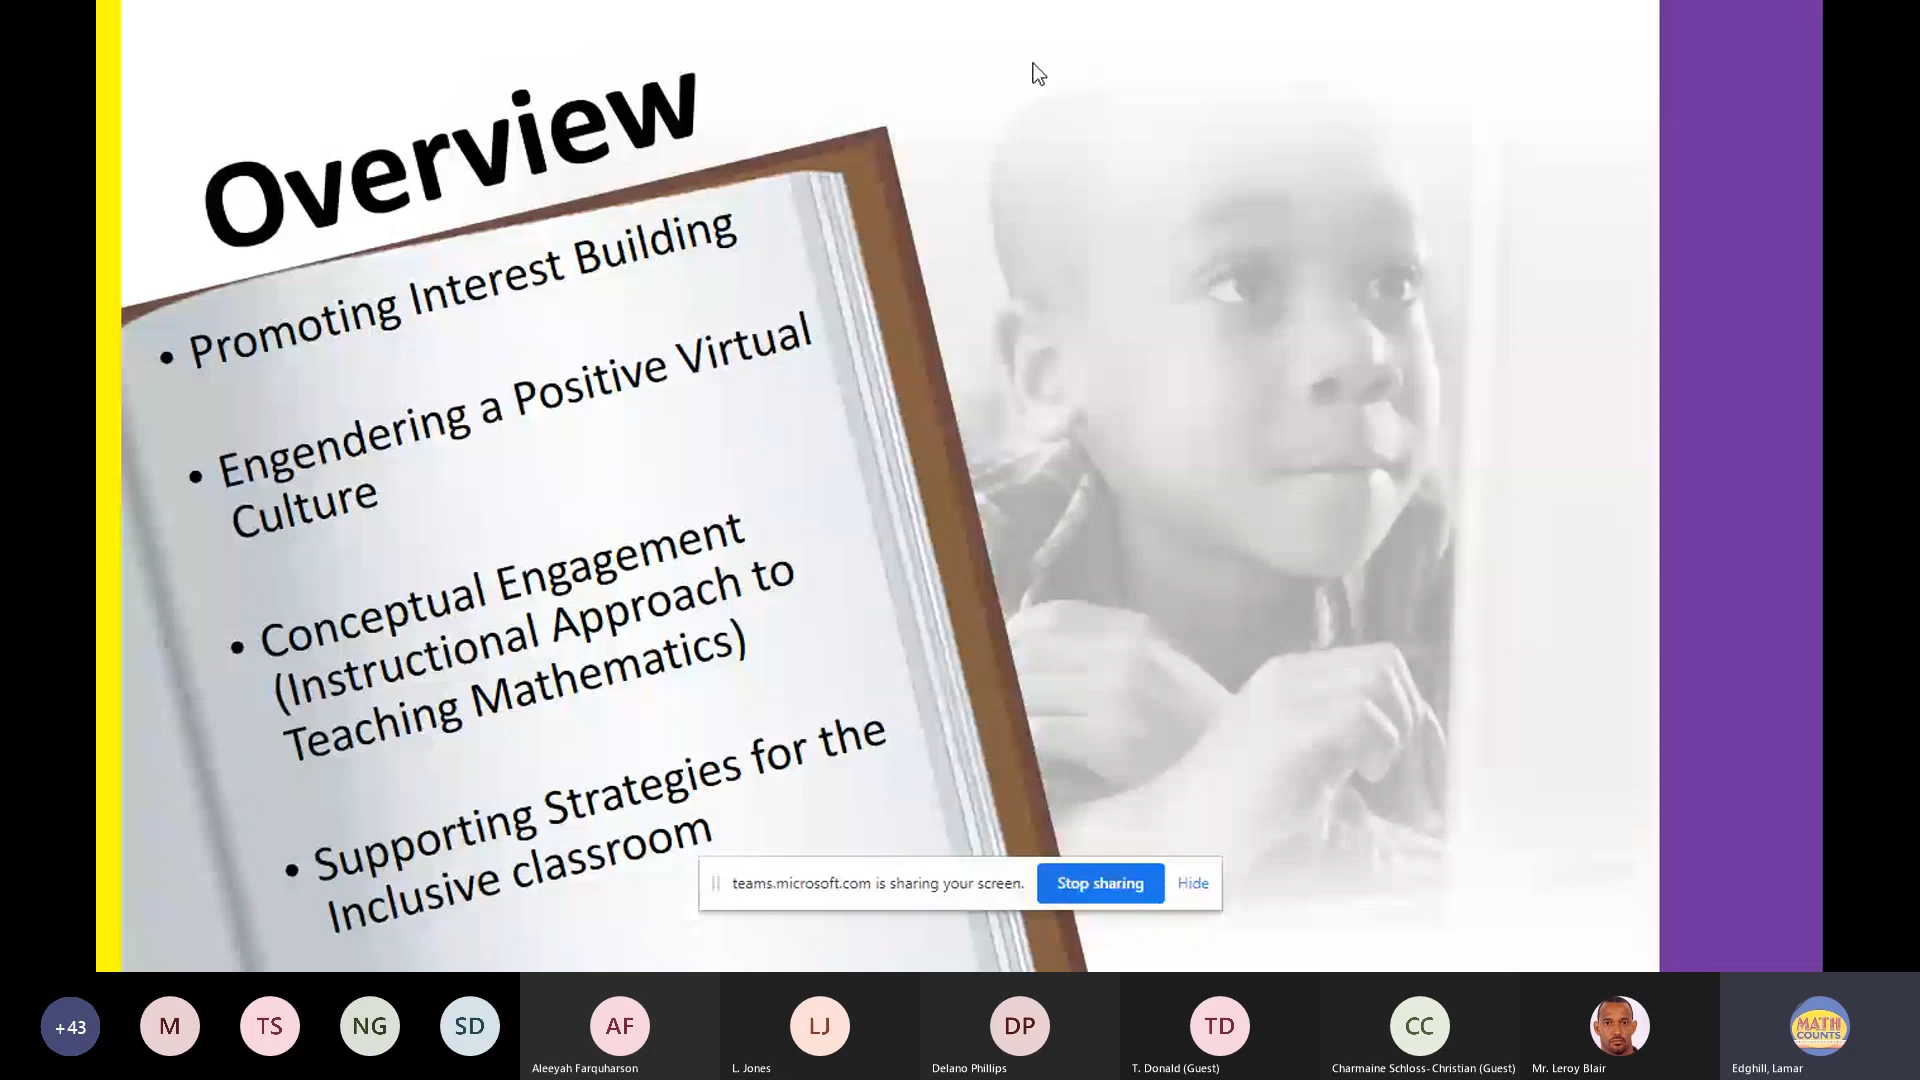 Overview
• Promoting Interest Building
• Engendering a Positive Virtual
Culture
• Conceptual Engagement
(Instructional Approach to
Teaching Mathematics)
• Supporting Strategies for the
Inclusive classroom
teams.microsoft.com is sharing your screen.
Stop sharing
Hide
+43
M
TS
NG
SD
AF
LJ
DP
TD
CC
MATH
COUNTS
Aleeyah Farquharson
L. Jones
Delano Phillips
T. Donald (Guest)
Charmaine Schloss- Christian (Guest)
Mr. Leroy Blair
Edghill, Lamar